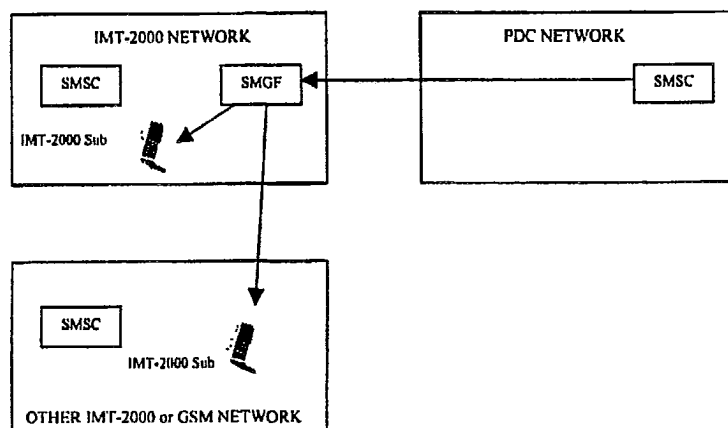 IMT-2000 NETWORK
PDC NETWORK
SMSC
SMGF
SMSC
IMT-2000 Sub
SMSC
IMT-2000 Sub
OTHER IMT-2000 or GSM NETWORK